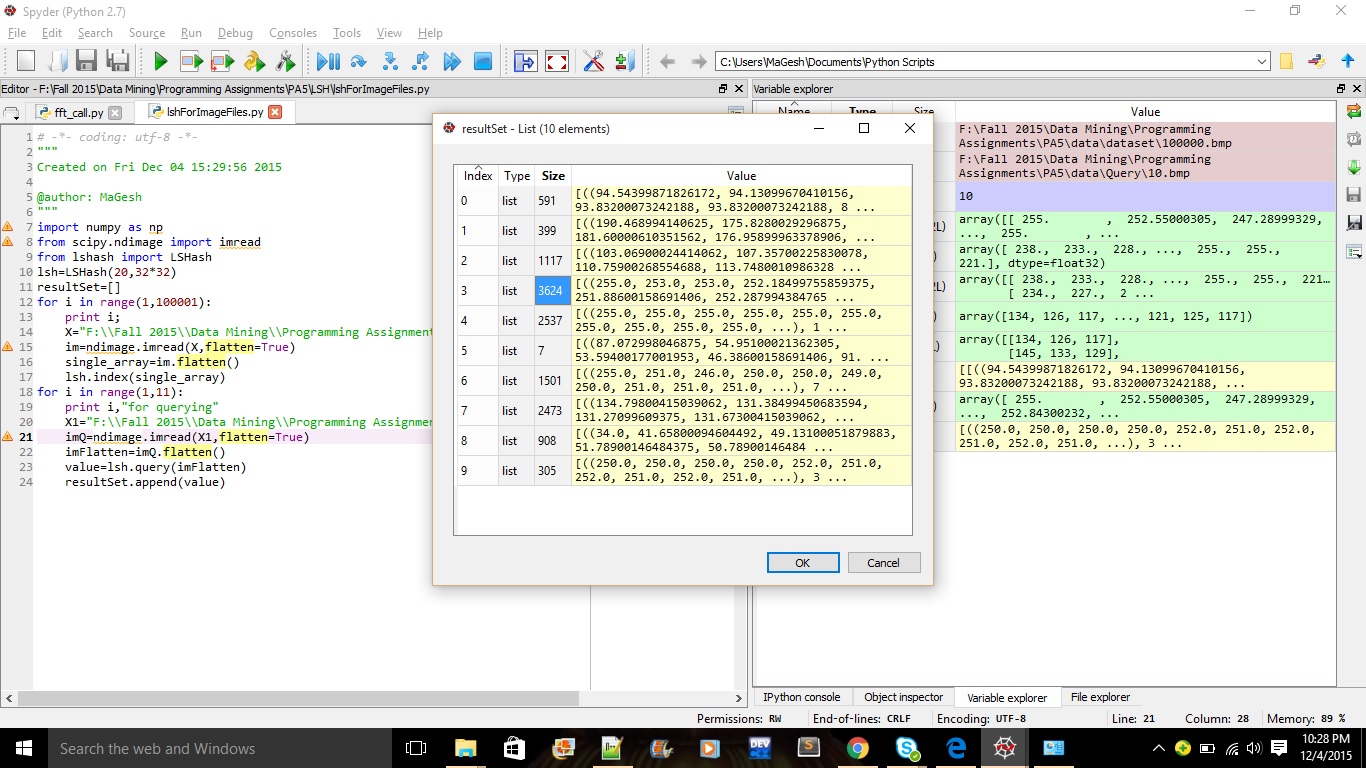 Spyder (Python 2.7)
File Edit Search Source Run Debug Consoles Tools View Help
C:\Users\MaGesh\Documents\Python Scripts
Editor - F:\Fall 2015\Data Mining\Programming Assignments\PA5\LSH\lshForImageFiles.py
fft_call.py
lshForImageFiles.py
1 # -*- coding: utf-8 -*-
2 """
3 Created on Fri Dec 04 15:29:56 2015
4
5 @author: MaGesh
6 """
7 import numpy as np
8 from scipy.ndimage import imread
9 from lshash import LSHash
10 lsh=LSHash(20,32*32)
11 resultSet=[]
12 for i in range(1,100001):
13 print i;
14 X="F:\\Fall 2015\\Data Mining\\Programming Assignment
15 im=ndimage.imread(X,flatten=True)
16 single_array=im.flatten()
17 lsh.index(single_array)
18 for i in range(1,11):
19 print i,"for querying"
20 X1="F:\\Fall 2015\\Data Mining\\Programming Assignme
21 imQ=ndimage.imread(X1,flatten=True)
22 imFlatten=imQ.flatten()
23 value=lsh.query(imFlatten)
24 resultSet.append(value)
resultSet - List (10 elements)
Index Type Size Value
0 list 591 [((94.54399871826172, 94.13099670410156,
93.83200073242188, 93.83200073242188, 8 ...
1 list 399 [((190.468994140625, 175.8280029296875,
181.60000610351562, 176.95899963378906, ...
2 list 1117 [((103.06900024414062, 107.35700225830078,
110.75900268554688, 113.7480010986328 ...
3 list 3624 [((255.0, 253.0, 253.0, 252.18499755859375,
251.88600158691406, 252.287994384765 ...
4 list 2537 [((255.0, 255.0, 255.0, 255.0, 255.0,
255.0, 255.0, 255.0, 255.0, ...), 1 ...
5 list 7 [((87.072998046875, 54.95100021362305,
53.59400177001953, 46.38600158691406, 91. ...
6 list 1501 [((255.0, 251.0, 246.0, 250.0, 250.0, 249.0,
250.0, 251.0, 251.0, 251.0, ...), 7 ...
7 list 2473 [((134.79800415039062, 131.38499450683594,
131.27099609375, 131.67300415039062, ...
8 list 908 [((34.0, 41.65800094604492, 49.13100051879883,
51.78900146484375, 50.78900146484 ...
9 list 305 [((250.0, 250.0, 250.0, 250.0, 252.0, 251.0,
252.0, 251.0, 252.0, 251.0, ...), 3 ...
OK Cancel
Variable explorer
Name Type Size Value
F:\Fall 2015\Data Mining\Programming
Assignments\PA5\data\dataset\100000.bmp
F:\Fall 2015\Data Mining\Programming
Assignments\PA5\data\Query\10.bmp
10
array([[ 255. , 252.55000305, 247.28999329,
..., 255. , ...
array([ 238., 233., 228., ..., 255., 255.,
221.], dtype=float32)
array([[ 238., 233., 228., ..., 255., 255., 221...
[ 234., 227., 2 ...
array([134, 126, 117, ..., 121, 125, 117])
array([[134, 126, 117],
[145, 133, 129],
[[((94.54399871826172, 94.13099670410156,
93.83200073242188, 93.83200073242188, ...
array([ 255. , 252.55000305, 247.28999329,
..., 252.84300232, ...
[((250.0, 250.0, 250.0, 250.0, 252.0, 251.0, 252.0,
251.0, 252.0, 251.0, ...), 3 ...
IPython console Object inspector Variable explorer File explorer
Permissions: RW End-of-lines: CRLF Encoding: UTF-8 Line: 21 Column: 28 Memory: 89 %
Search the web and Windows
DEV
10:28 PM
12/4/2015